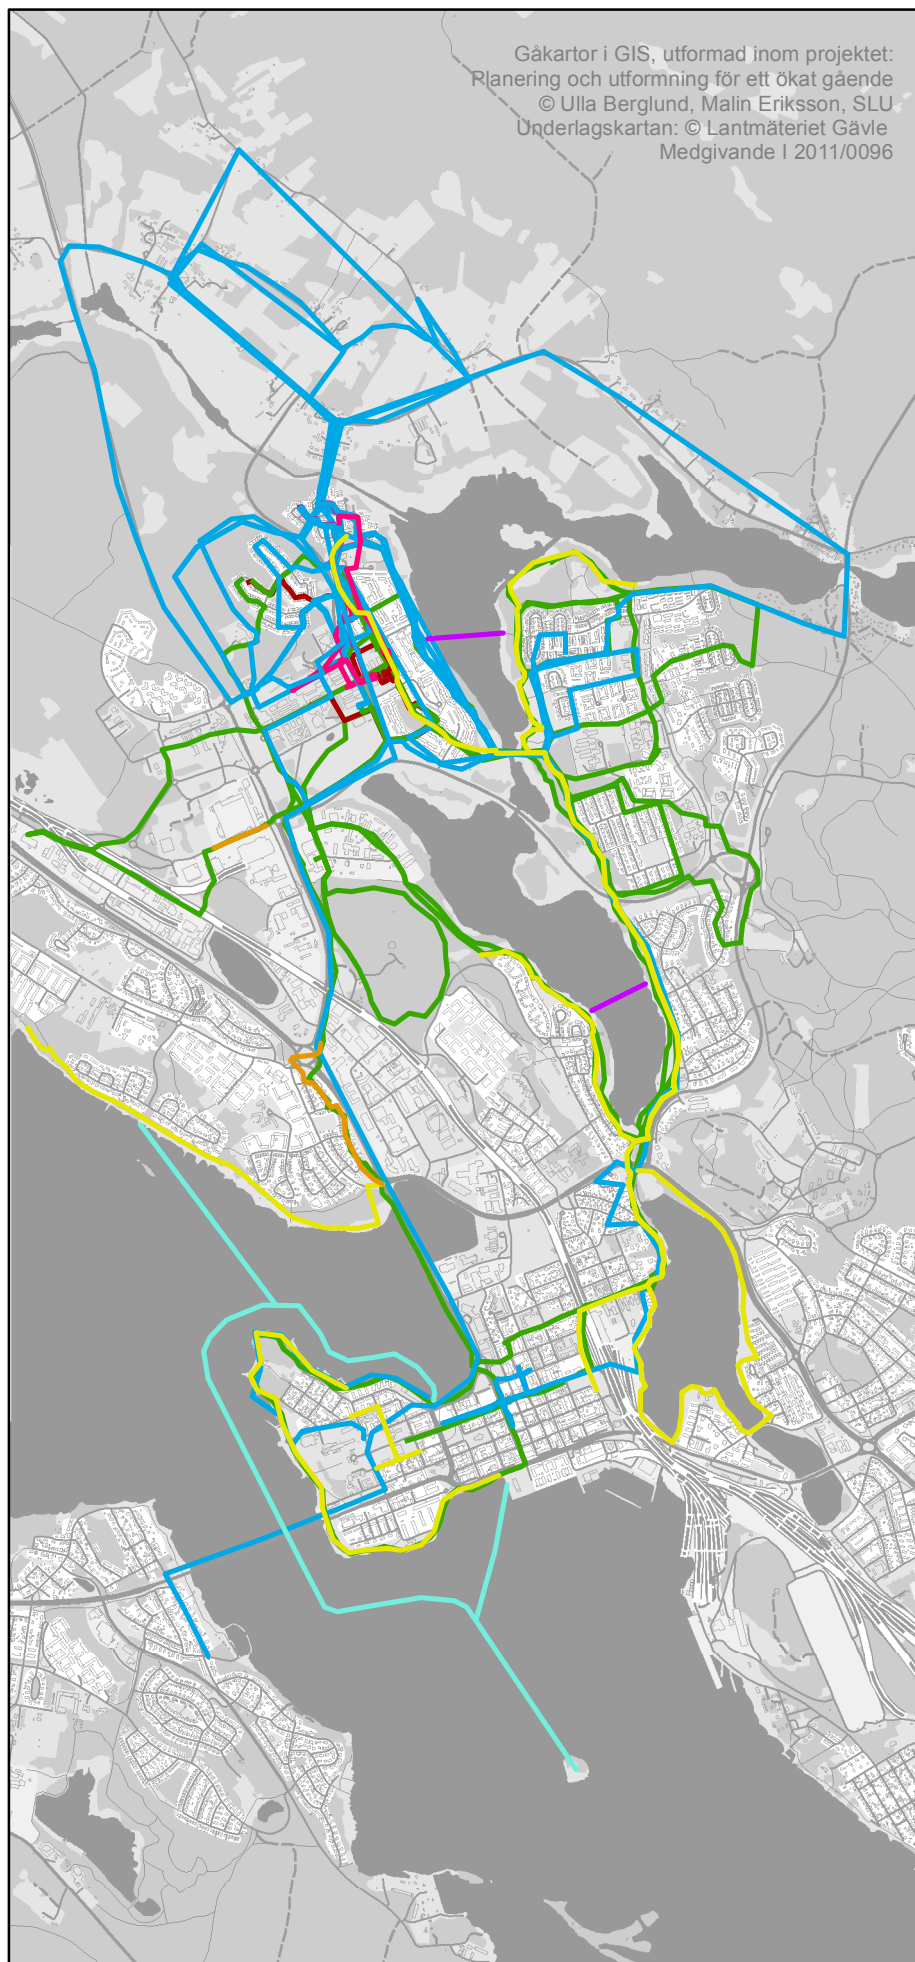 Gåkartor i GIS, utformad inom projektet:
Planering och utformning för ett ökat gående
© Ulla Berglund, Malin Eriksson, SLU
Underlagskartan: © Lantmäteriet Gävle
Medgivande I 2011/0096